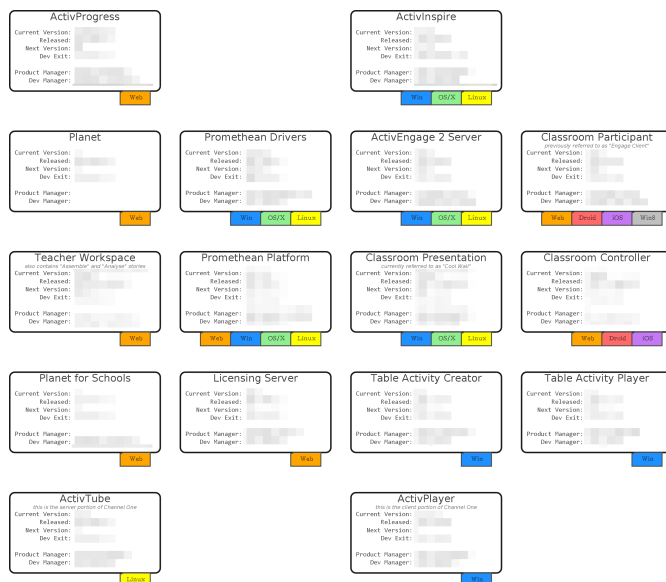 ActivProgress
Current Version:
Released:
Next Version:
Dev Exit:
Product Manager:
Dev Manager:
Web
ActivInspire
Current Version:
Released:
Next Version:
Dev Exit:
Product Manager:
Dev Manager:
Win OS/X Linux
Planet
Current Version:
Released:
Next Version:
Dev Exit:
Product Manager:
Dev Manager:
Web
Promethean Drivers
Current Version:
Released:
Next Version:
Dev Exit:
Product Manager:
Dev Manager:
Win OS/X Linux
ActivEngage 2 Server
Current Version:
Released:
Next Version:
Dev Exit:
Product Manager:
Dev Manager:
Win OS/X Linux
Classroom Participant
previously referred to as "Engage Client"
Current Version:
Released:
Next Version:
Dev Exit:
Product Manager:
Dev Manager:
Web Droid iOS Win8
Teacher Workspace
also contains "Assemble" and "Analyse" stories
Current Version:
Released:
Next Version:
Dev Exit:
Product Manager:
Dev Manager:
Web
Promethean Platform
Current Version:
Released:
Next Version:
Dev Exit:
Product Manager:
Dev Manager:
Web Win OS/X Linux
Classroom Presentation
currently referred to as "Cool Wall"
Current Version:
Released:
Next Version:
Dev Exit:
Product Manager:
Dev Manager:
Win OS/X Linux
Classroom Controller
Current Version:
Released:
Next Version:
Dev Exit:
Product Manager:
Dev Manager:
Web Droid iOS
Planet for Schools
Current Version:
Released:
Next Version:
Dev Exit:
Product Manager:
Dev Manager:
Web
Licensing Server
Current Version:
Released:
Next Version:
Dev Exit:
Product Manager:
Dev Manager:
Web
Table Activity Creator
Current Version:
Released:
Next Version:
Dev Exit:
Product Manager:
Dev Manager:
Win
Table Activity Player
Current Version:
Released:
Next Version:
Dev Exit:
Product Manager:
Dev Manager:
Win
ActivTube
this is the server portion of Channel One
Current Version:
Released:
Next Version:
Dev Exit:
Product Manager:
Dev Manager:
Linux
ActivPlayer
this is the client portion of Channel One
Current Version:
Released:
Next Version:
Dev Exit:
Product Manager:
Dev Manager:
Win